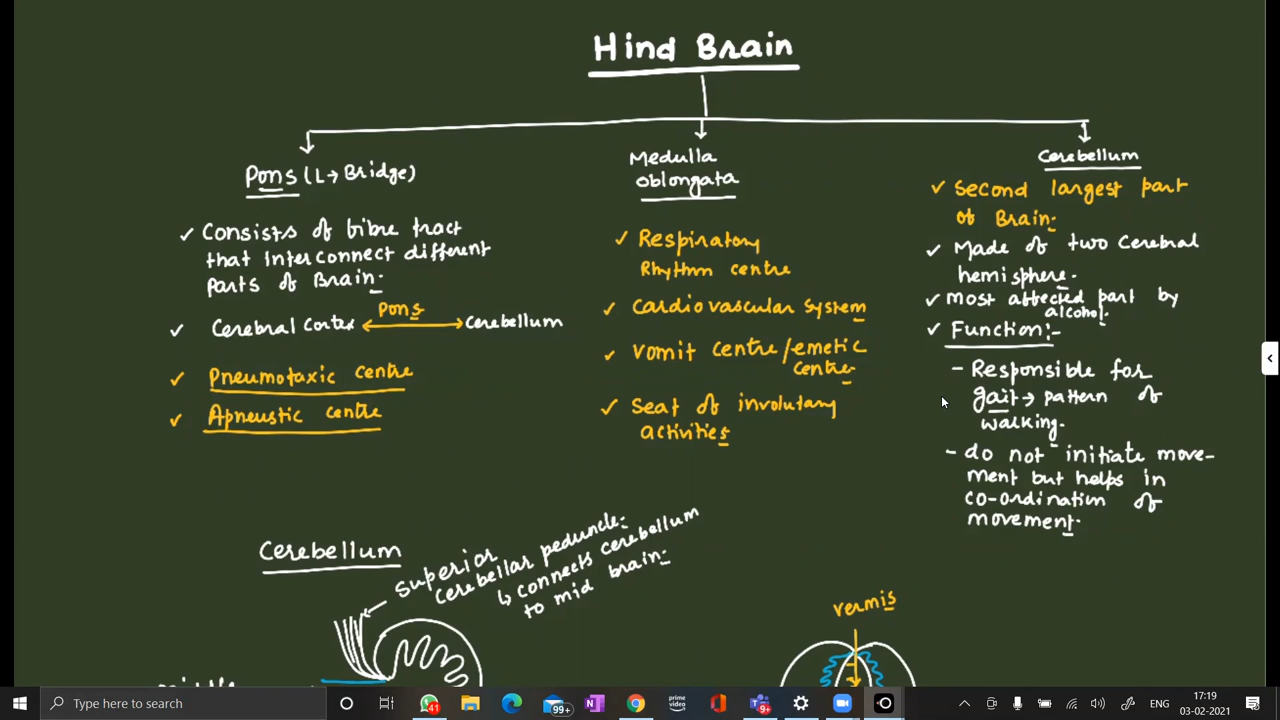 Hind Brain
Pons (L→ Bridge)
✓ Consists of fibre tract
that Interconnect different
parts of Brain.
Pons
✓ Cerebral Cortex ⟷ Cerebellum
✓ Pneumotaxic centre
✓ Apneustic centre
Medulla
oblongata
✓ Respiratory
Rhythm centre
✓ Cardiovascular System
✓ Vomit centre/emetic
centre.
✓ Seat of involutary
activities
Cerebellum
✓ Second largest part
of Brain.
✓ Made of two Cerebral
hemisphere.
✓ most affected part by
alcohol.
✓ Function:-
- Responsible for
gait → pattern of
walking.
- do not initiate move-
ment but helps in
co-ordination of
movement.
Cerebellum
Superior
cerebellar peduncle.
↳ connects cerebellum
to mid brain.
vermis
Type here to search
41
99+
9+
ENG
17:19
03-02-2021